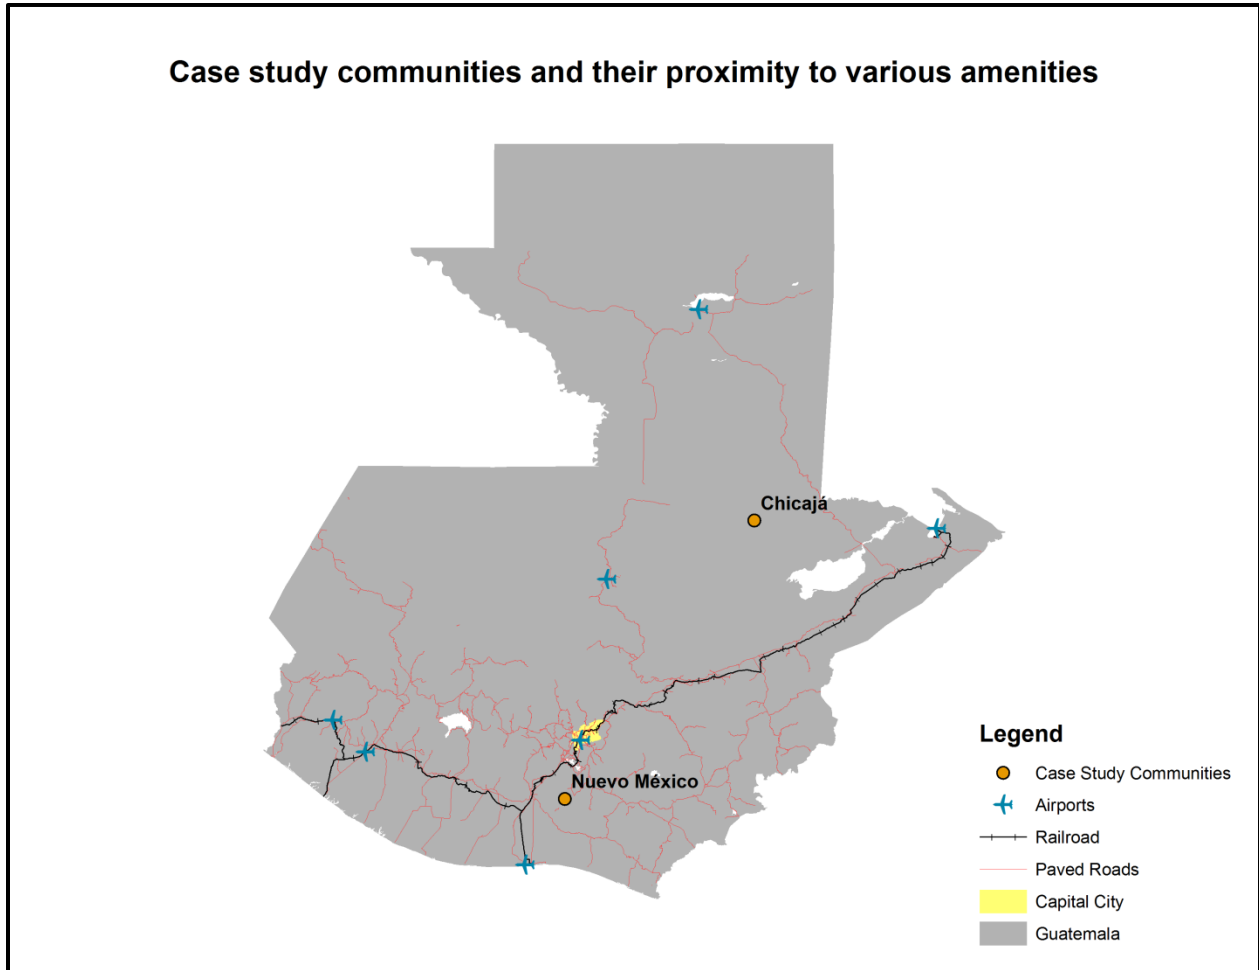 Case study communities and their proximity to various amenities
Chicajá
Nuevo México
Legend
Case Study Communities
Airports
Railroad
Paved Roads
Capital City
Guatemala